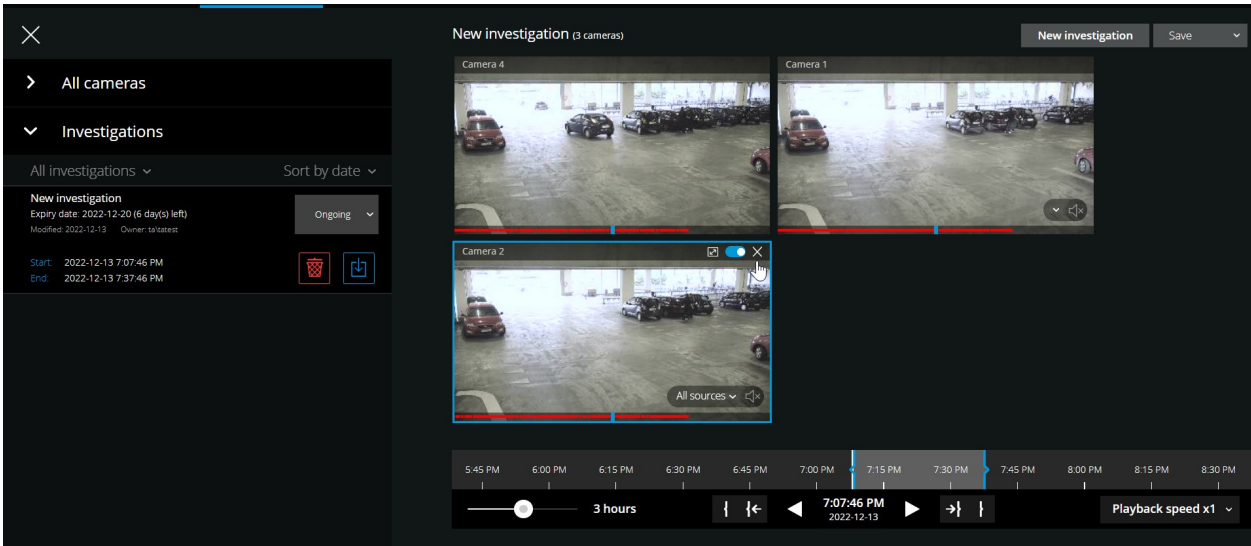 New investigation (3 cameras)
New investigation
Save
All cameras
Investigations
All investigations
Sort by date
New investigation
Expiry date: 2022-12-20 (6 day(s) left)
Modified: 2022-12-13 Owner: ta\tatest
Ongoing
Start: 2022-12-13 7:07:46 PM
End: 2022-12-13 7:37:46 PM
Camera 4
Camera 1
Camera 2
All sources
5:45 PM 6:00 PM 6:15 PM 6:30 PM 6:45 PM 7:00 PM 7:15 PM 7:30 PM 7:45 PM 8:00 PM 8:15 PM 8:30 PM
3 hours
7:07:46 PM
2022-12-13
Playback speed x1